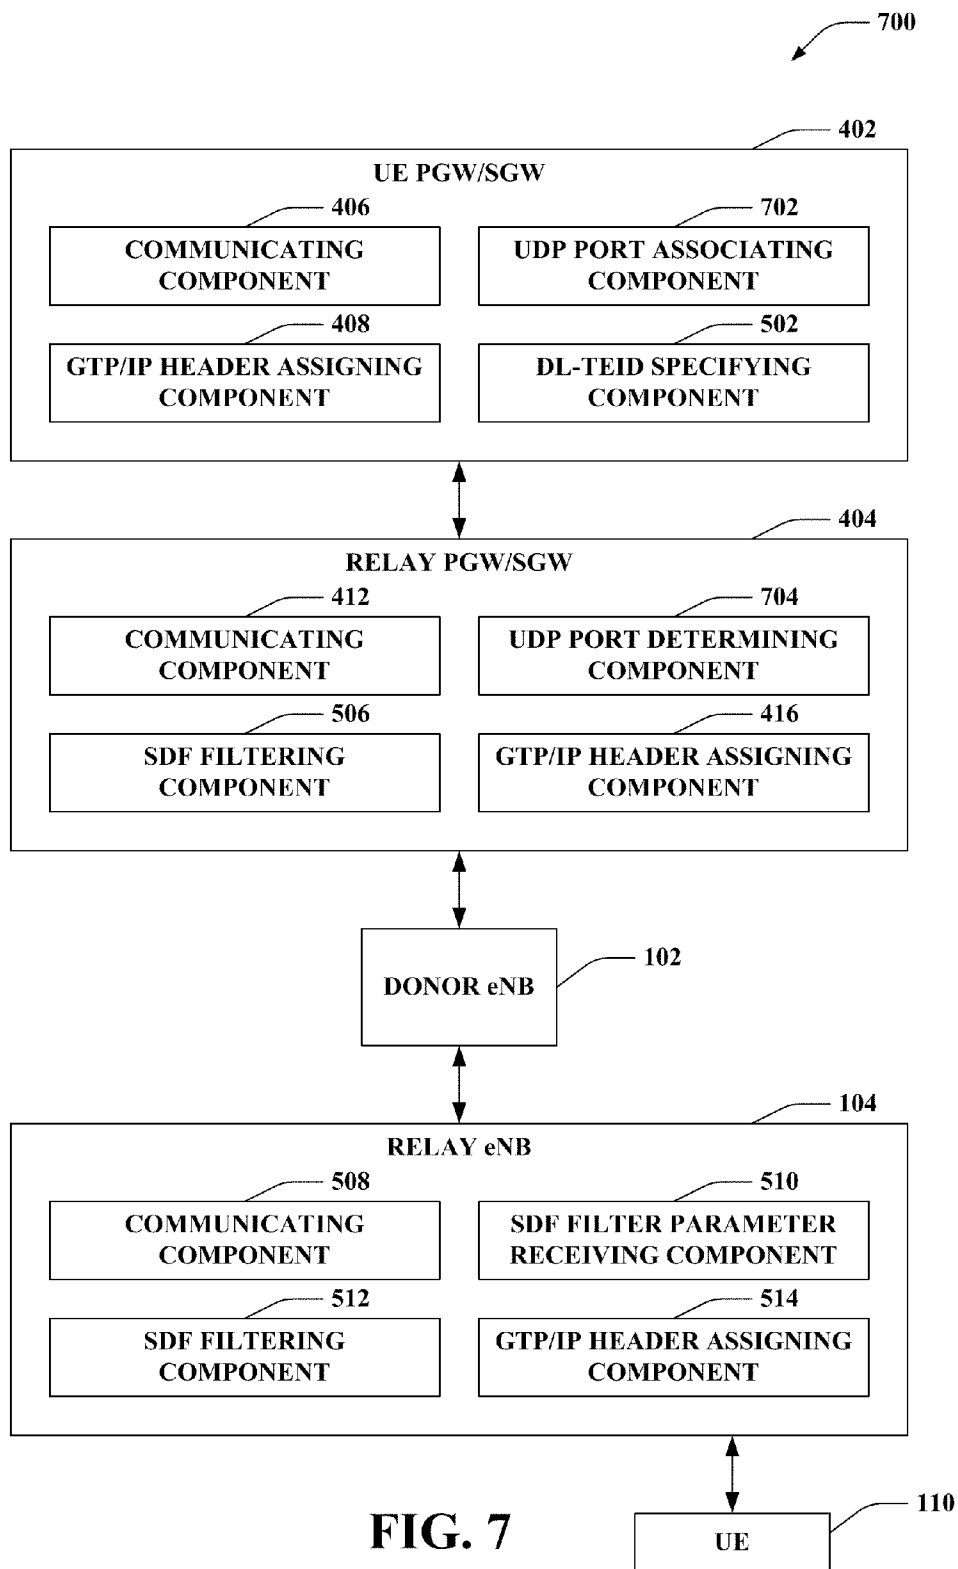 700
402
UE PGW/SGW
406
COMMUNICATING
COMPONENT
702
UDP PORT ASSOCIATING
COMPONENT
408
GTP/IP HEADER ASSIGNING
COMPONENT
502
DL-TEID SPECIFYING
COMPONENT
404
RELAY PGW/SGW
412
COMMUNICATING
COMPONENT
704
UDP PORT DETERMINING
COMPONENT
506
SDF FILTERING
COMPONENT
416
GTP/IP HEADER ASSIGNING
COMPONENT
102
DONOR eNB
104
RELAY eNB
508
COMMUNICATING
COMPONENT
510
SDF FILTER PARAMETER
RECEIVING COMPONENT
512
SDF FILTERING
COMPONENT
514
GTP/IP HEADER ASSIGNING
COMPONENT
110
UE
FIG. 7